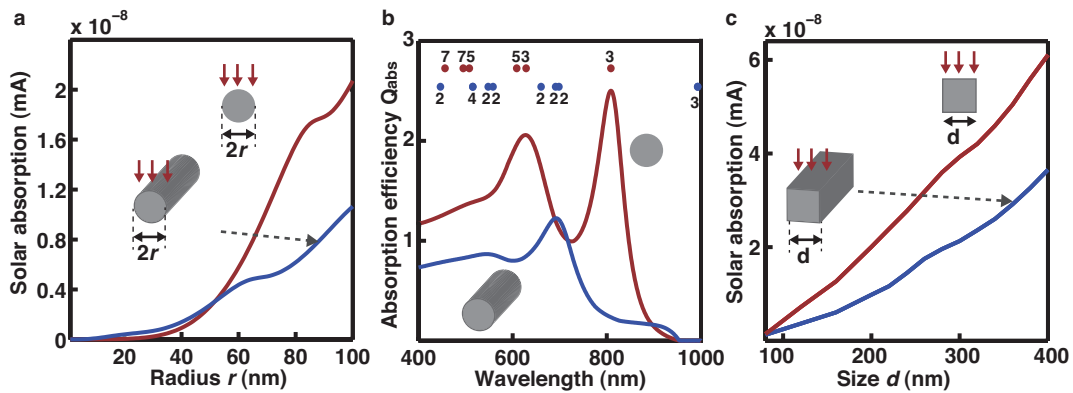 a
x 10⁻⁸
Solar absorption (mA)
2
1.6
1.2
0.8
0.4
0
20
40
60
80
100
Radius r (nm)
2r
2r
b
Absorption efficiency Qabs
3
2
1
400
600
800
1000
Wavelength (nm)
7 75 53 3
2 4 22 2 22 3
c
x 10⁻⁸
Solar absorption (mA)
6
4
2
100
200
300
400
Size d (nm)
d
d